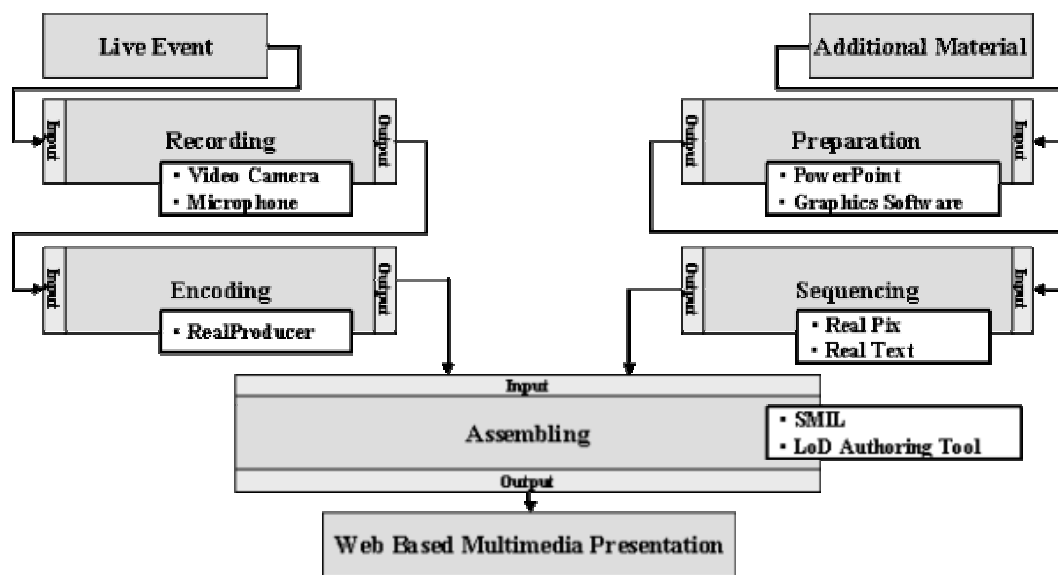 Live Event
Additional Material
Input
Recording
Output
▪ Video Camera
▪ Microphone
Output
Preparation
Input
▪ PowerPoint
▪ Graphics Software
Input
Encoding
Output
▪ RealProducer
Output
Sequencing
Input
▪ Real Pix
▪ Real Text
Input
Assembling
▪ SMIL
▪ LoD Authoring Tool
Output
Web Based Multimedia Presentation